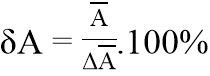 δA = A̅ / ΔA̅ .100%